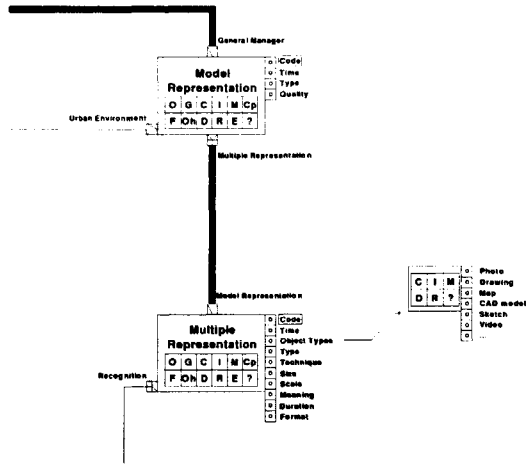 General Manager
Model
Representation
O G C I M Cp
F Oh D R E ?
Code
Time
Type
Quality
Urban Environment
Multiple Representation
Model Representation
Multiple
Representation
O G C I M Cp
F Oh D R E ?
Code
Time
Object Types
Type
Technique
Size
Scale
Meaning
Duration
Format
Recognition
C I M
D R ?
Photo
Drawing
Map
CAD model
Sketch
Video
...